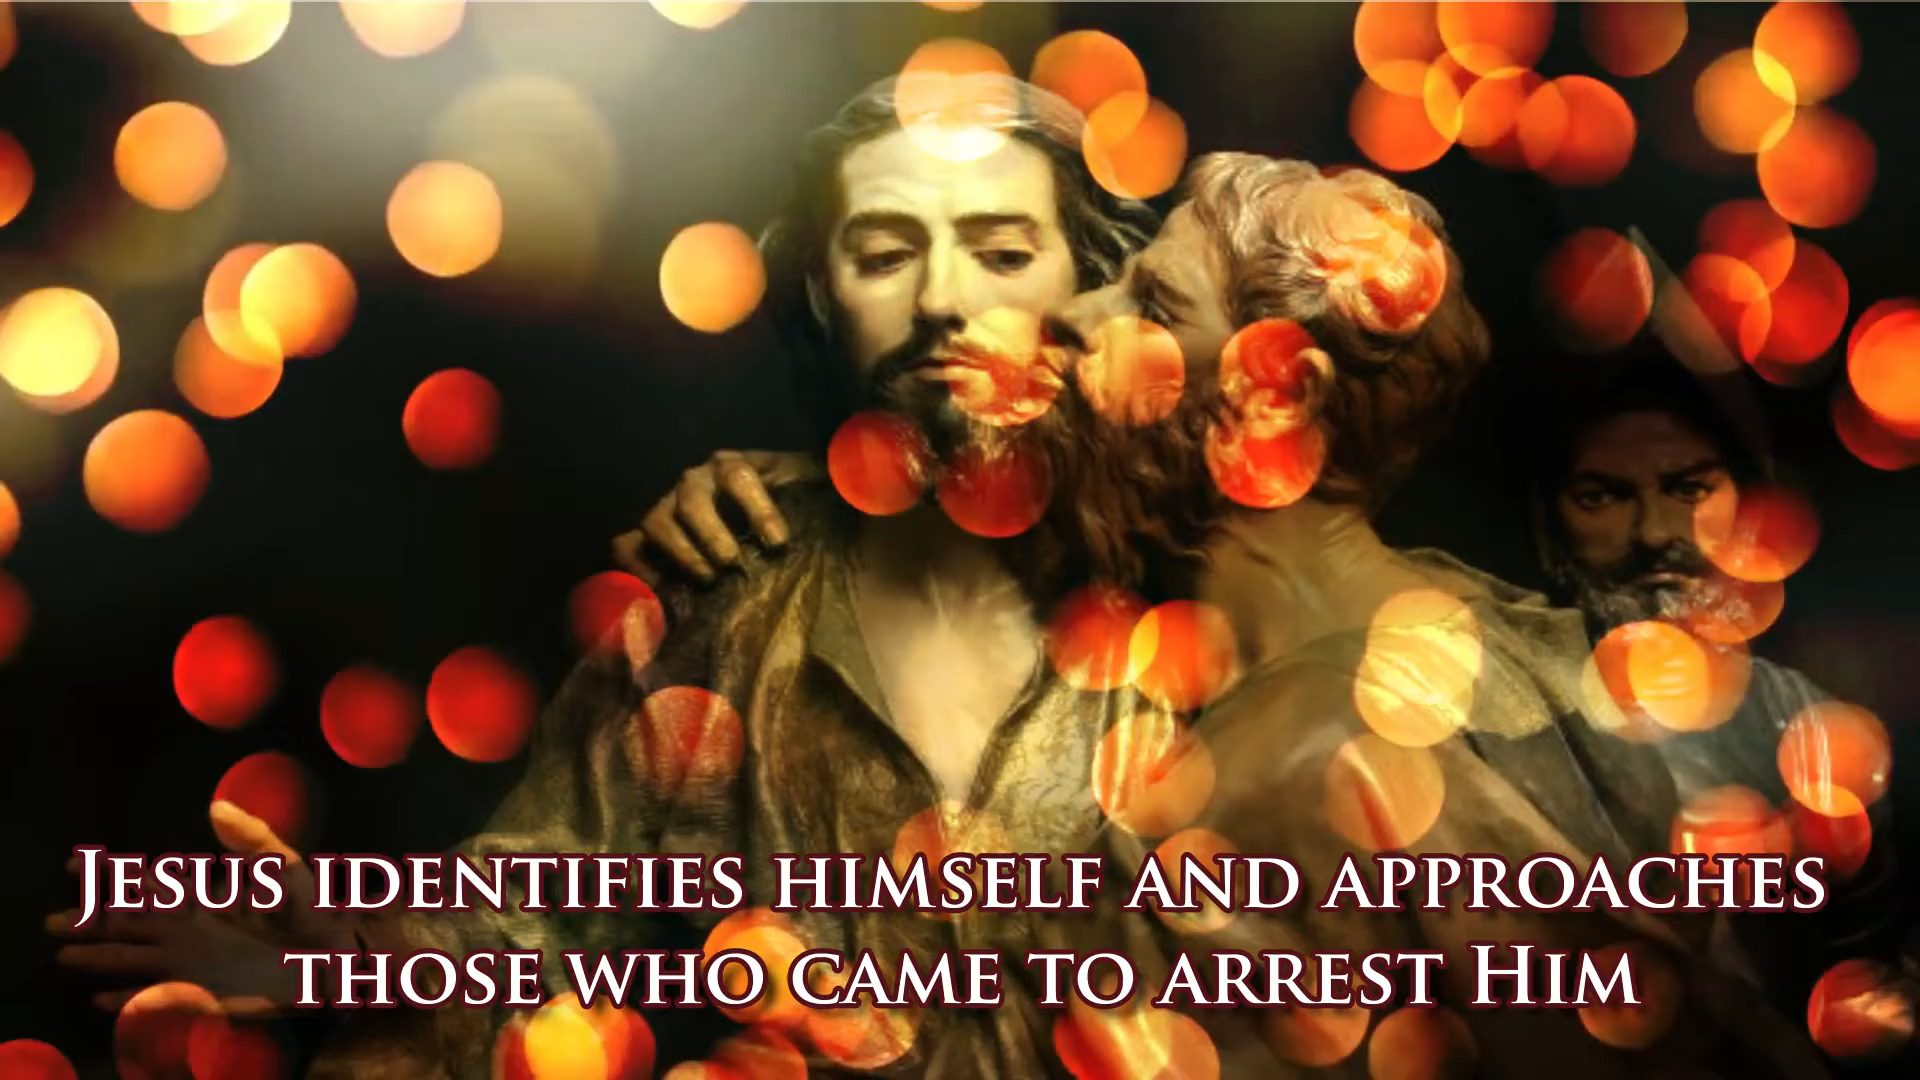 Jesus identifies himself and approaches
those who came to arrest Him